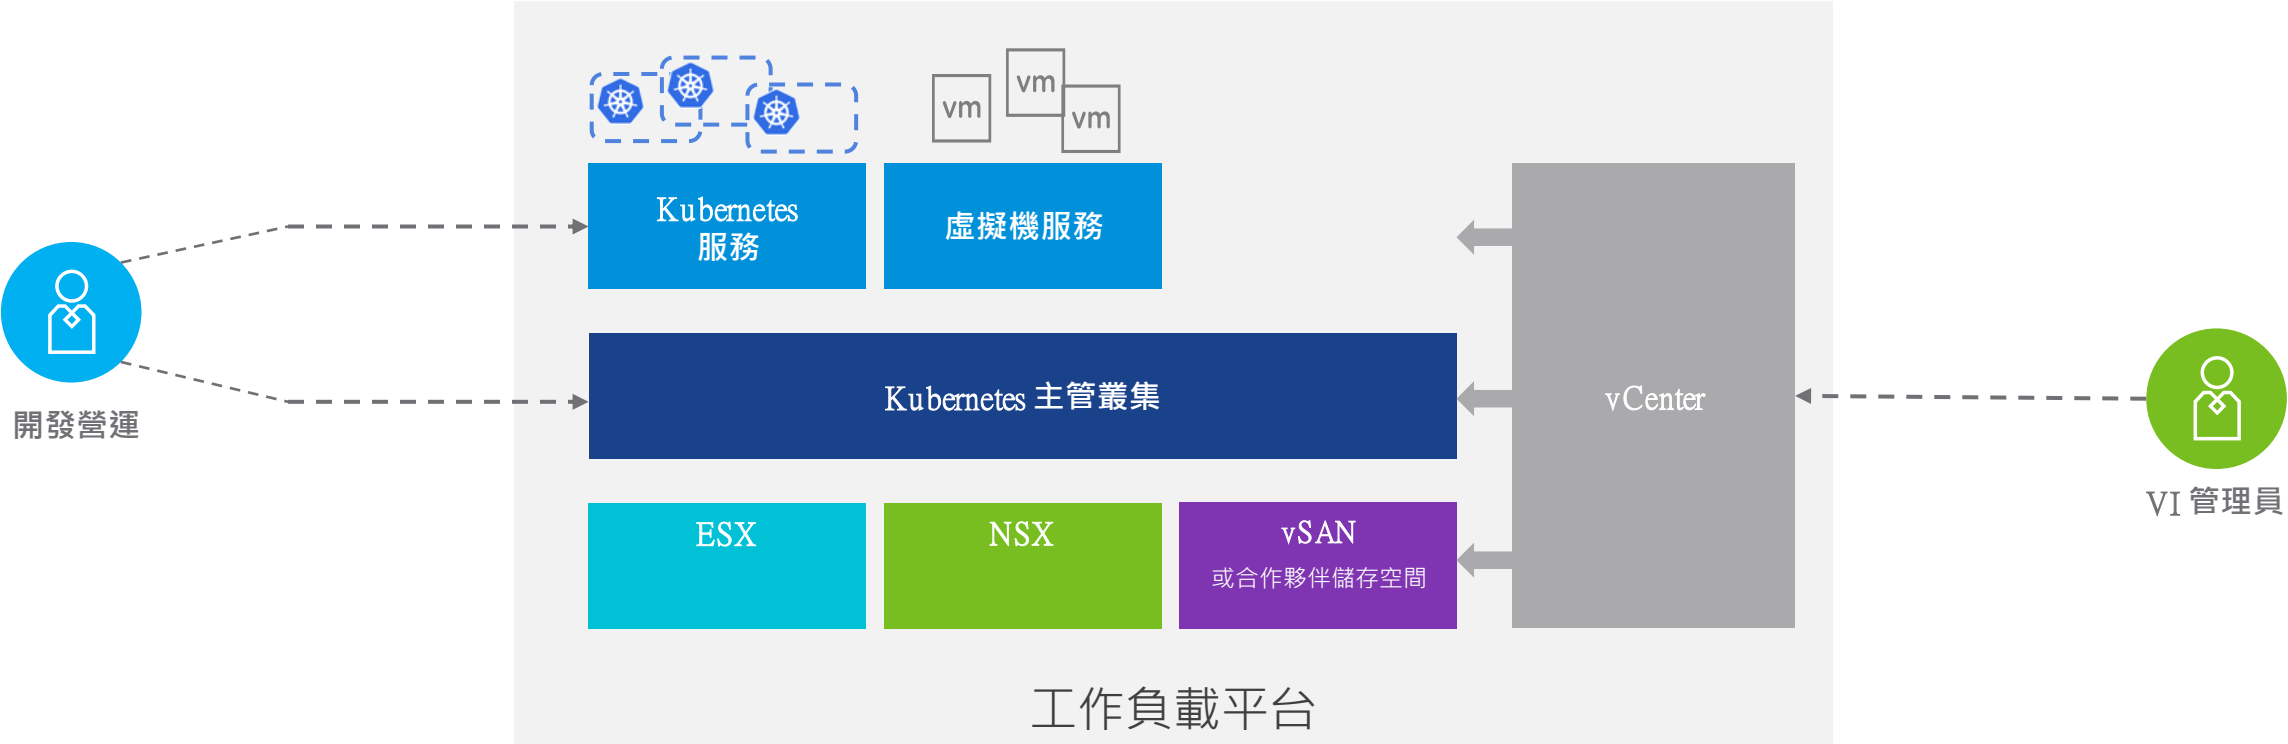 vm
vm
vm
Kubernetes
服務
虛擬機服務
開發營運
Kubernetes 主管叢集
vCenter
VI 管理員
ESX
NSX
vSAN
或合作夥伴儲存空間
工作負載平台